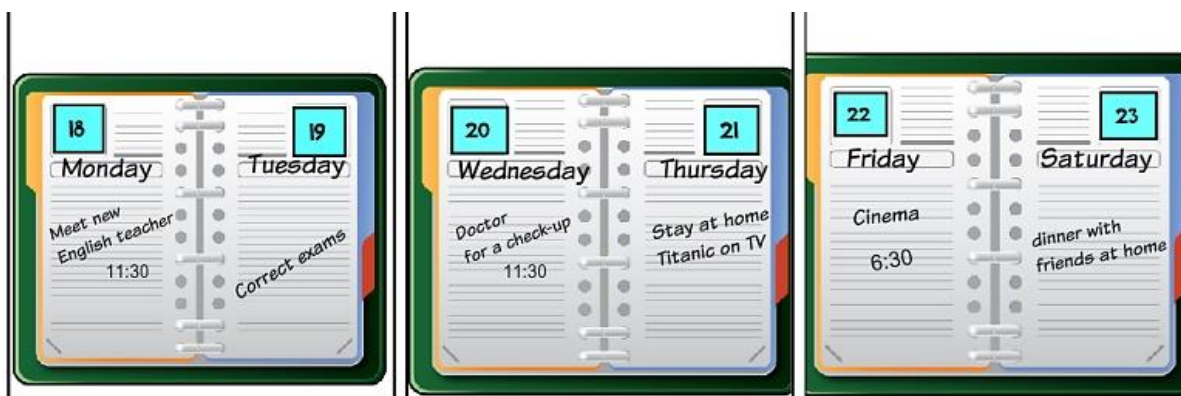 18
Monday
Meet new
English teacher
11:30
19
Tuesday
Correct exams
20
Wednesday
Doctor
for a check-up
11:30
21
Thursday
Stay at home
Titanic on TV
22
Friday
Cinema
6:30
23
Saturday
dinner with
friends at home